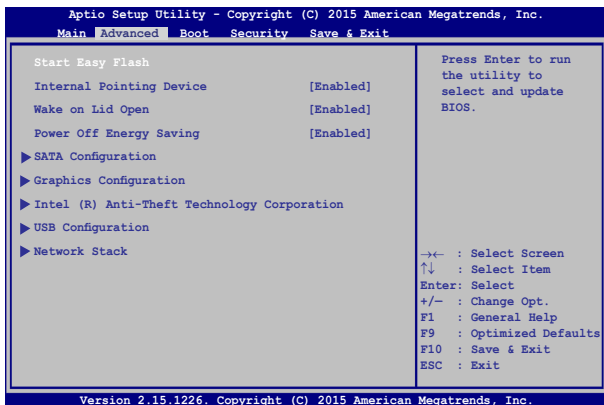 Aptio Setup Utility - Copyright (C) 2015 American Megatrends, Inc.
Main Advanced Boot Security Save & Exit
Start Easy Flash
Internal Pointing Device [Enabled]
Wake on Lid Open [Enabled]
Power Off Energy Saving [Enabled]
SATA Configuration
Graphics Configuration
Intel (R) Anti-Theft Technology Corporation
USB Configuration
Network Stack
Press Enter to run
the utility to
select and update
BIOS.
→← : Select Screen
↑↓ : Select Item
Enter: Select
+/— : Change Opt.
F1 : General Help
F9 : Optimized Defaults
F10 : Save & Exit
ESC : Exit
Version 2.15.1226. Copyright (C) 2015 American Megatrends, Inc.